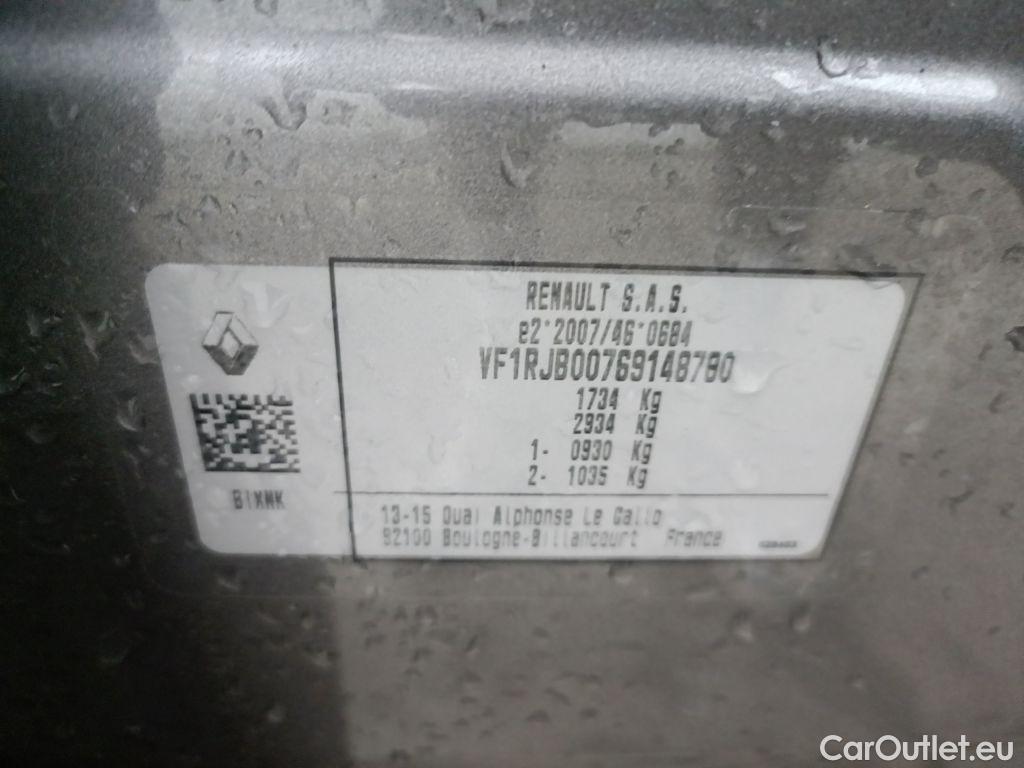 RENAULT S.A.S.
e2*2007/46*0684
VF1RJB00769148780
1734 Kg
2934 Kg
1- 0930 Kg
2- 1035 Kg
BIXNK
13-15 Quai Alphonse Le Gallo
92100 Boulogne-Billancourt France
CarOutlet.eu